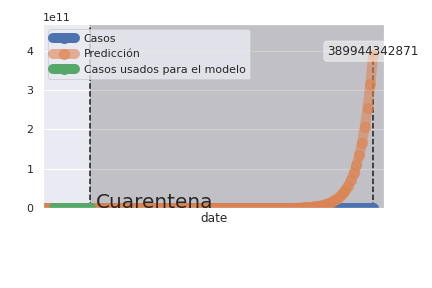 1e11
Casos
Predicción
Casos usados para el modelo
389944342871
4
3
2
1
0
Cuarentena
date